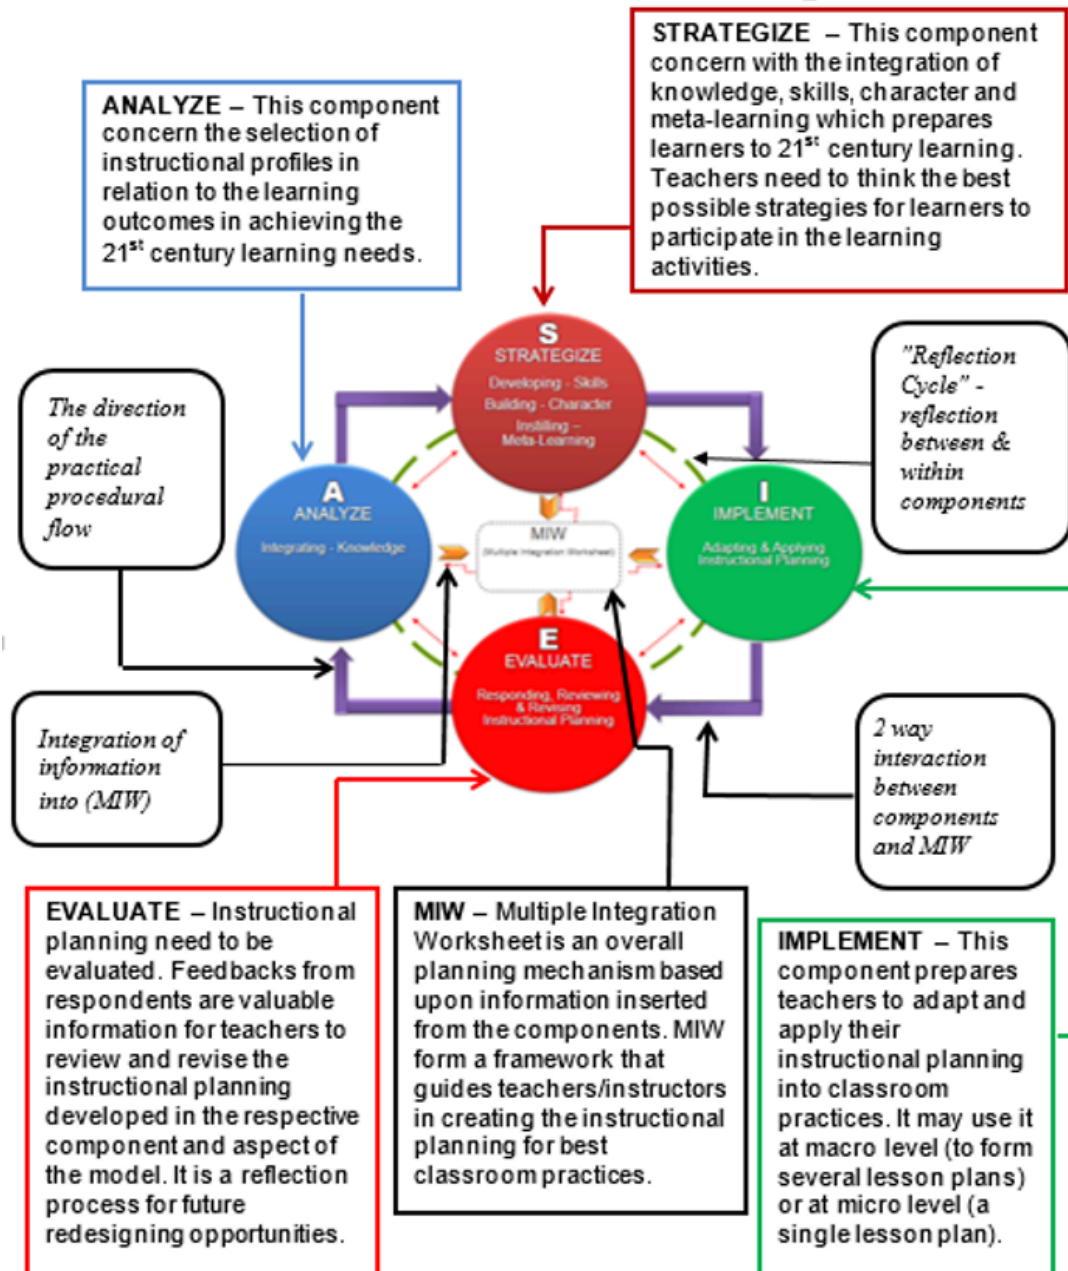 STRATEGIZE – This component
concern with the integration of
knowledge, skills, character and
meta-learning which prepares
learners to 21st century learning.
Teachers need to think the best
possible strategies for learners to
participate in the learning
activities.
ANALYZE – This component
concern the selection of
instructional profiles in
relation to the learning
outcomes in achieving the
21st century learning needs.
S
STRATEGIZE
Developing - Skills
Building - Character
Instilling –
Meta-Learning
"Reflection
Cycle" -
reflection
between &
within
components
The direction
of the
practical
procedural
flow
A
ANALYZE
Integrating - Knowledge
MIW
(Multiple Integration Worksheet)
I
IMPLEMENT
Adapting & Applying
Instructional Planning
E
EVALUATE
Responding, Reviewing
& Revising
Instructional Planning
Integration of
information
into (MIW)
2 way
interaction
between
components
and MIW
EVALUATE – Instructional
planning need to be
evaluated. Feedbacks from
respondents are valuable
information for teachers to
review and revise the
instructional planning
developed in the respective
component and aspect of
the model. It is a reflection
process for future
redesigning opportunities.
MIW – Multiple Integration
Worksheet is an overall
planning mechanism based
upon information inserted
from the components. MIW
form a framework that
guides teachers/instructors
in creating the instructional
planning for best
classroom practices.
IMPLEMENT – This
component prepares
teachers to adapt and
apply their
instructional planning
into classroom
practices. It may use it
at macro level (to form
several lesson plans)
or at micro level (a
single lesson plan).